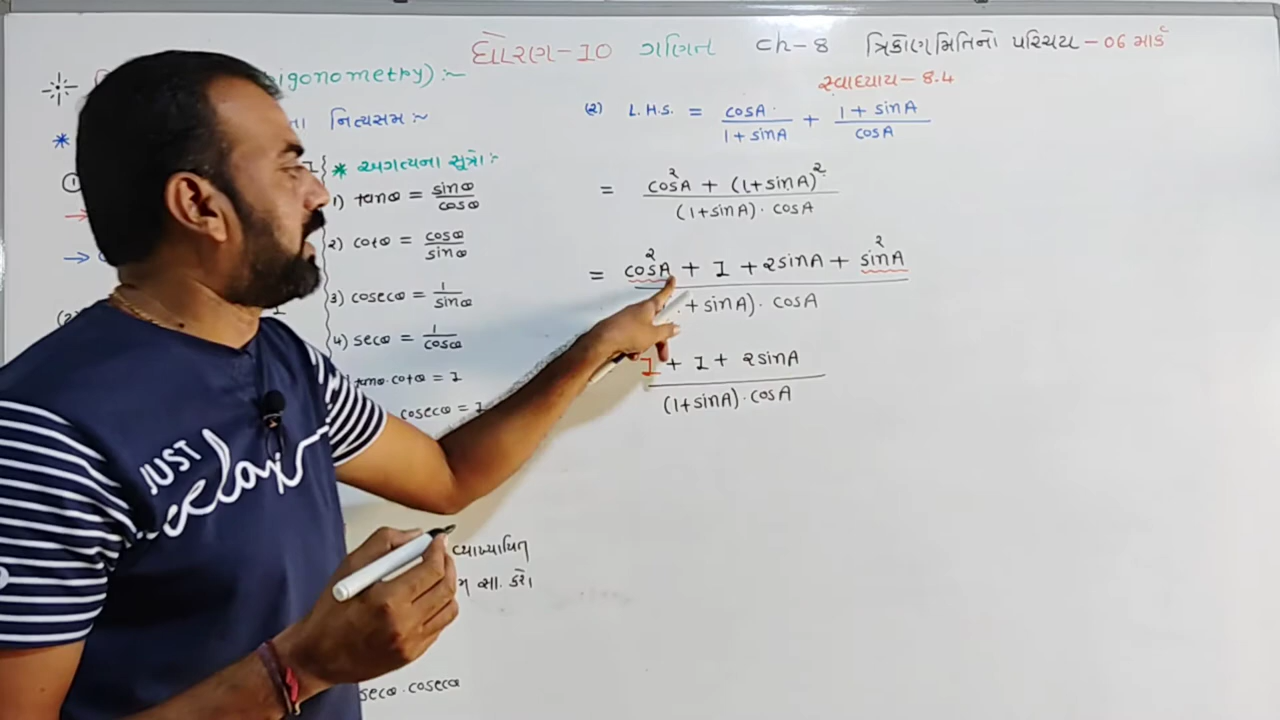 ધોરણ-10 ગણિત ch-8 ત્રિકોણમિતિનો પરિચય - 06 માર્ક
સ્વાધ્યાય - 8.4
igonometry) :~
ના નિત્યસમ :~
* અગત્યના સૂત્રો :-
1) tanθ = sinθ/cosθ
2) cotθ = cosθ/sinθ
3) cosecθ = 1/sinθ
4) secθ = 1/cosθ
tanθ·cotθ = 1
cosecθ = 1
વ્યાખ્યાયિત
સા. કરો
secθ·cosecθ
(2) L.H.S. = cosA/1+sinA + 1+sinA/cosA
= cos²A + (1+sinA)²/(1+sinA)·cosA
= cos²A + 1 + 2sinA + sin²A/+sinA)·cosA
1 + 1 + 2sinA/(1+sinA)·cosA
JUST
relax